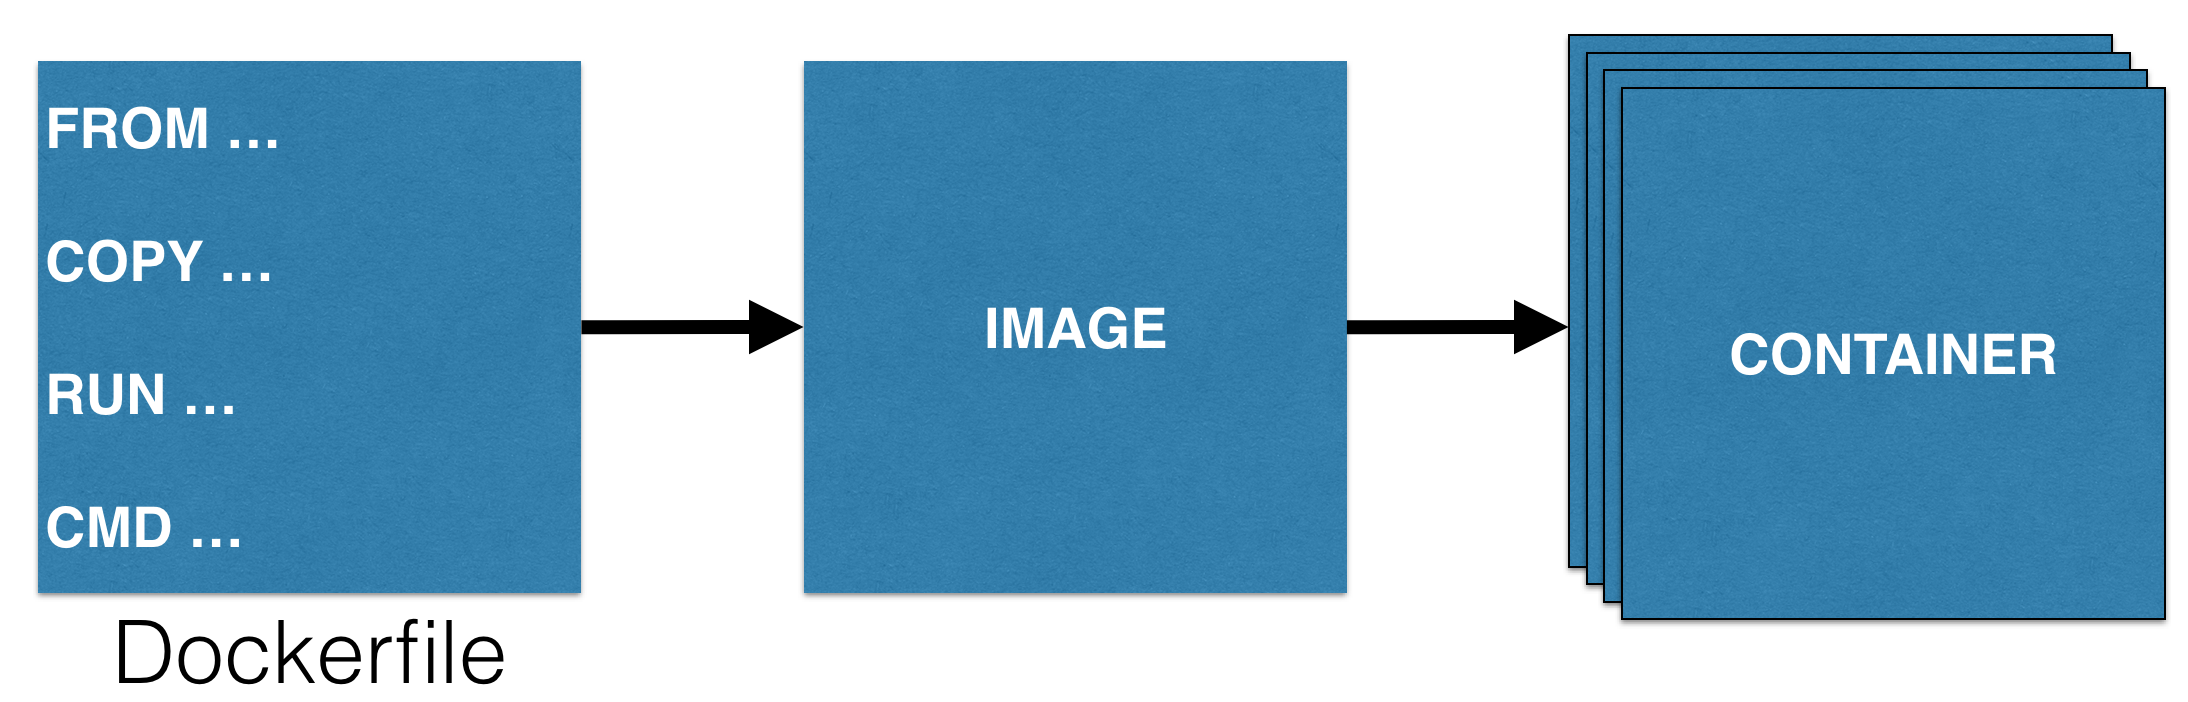 FROM …
COPY …
RUN …
CMD …
Dockerfile
IMAGE
CONTAINER